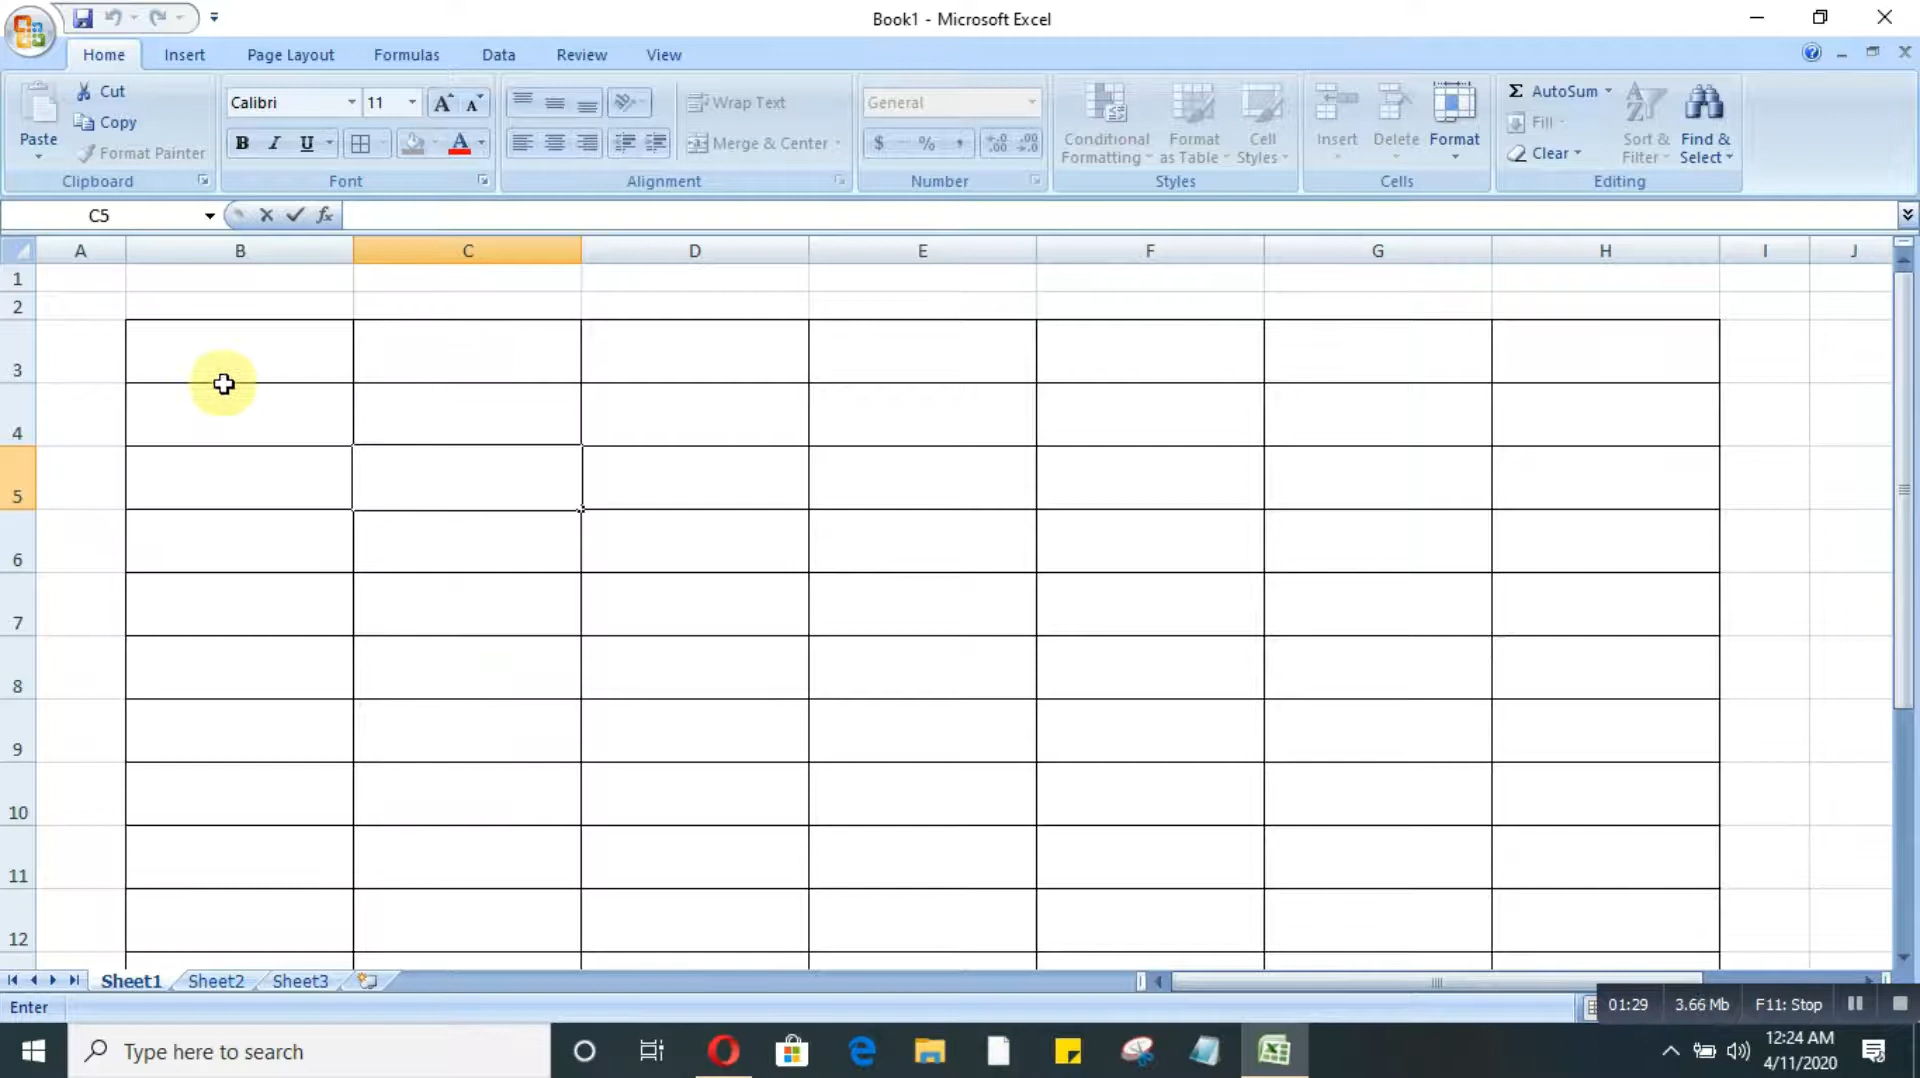 Book1 - Microsoft Excel
Home Insert Page Layout Formulas Data Review View
Paste
Cut
Copy
Format Painter
Clipboard
Calibri 11
B I U A
Font
Wrap Text
Merge & Center
Alignment
General
$ % ,
Number
Conditional Formatting
Format as Table
Cell Styles
Styles
Insert Delete Format
Cells
Σ AutoSum
Fill
Clear
Sort & Filter
Find & Select
Editing
C5 fx
A B C D E F G H I J
1
2
3
4
5
6
7
8
9
10
11
12
Sheet1 Sheet2 Sheet3
Enter
01:29 3.66 Mb F11: Stop
Type here to search
12:24 AM
4/11/2020